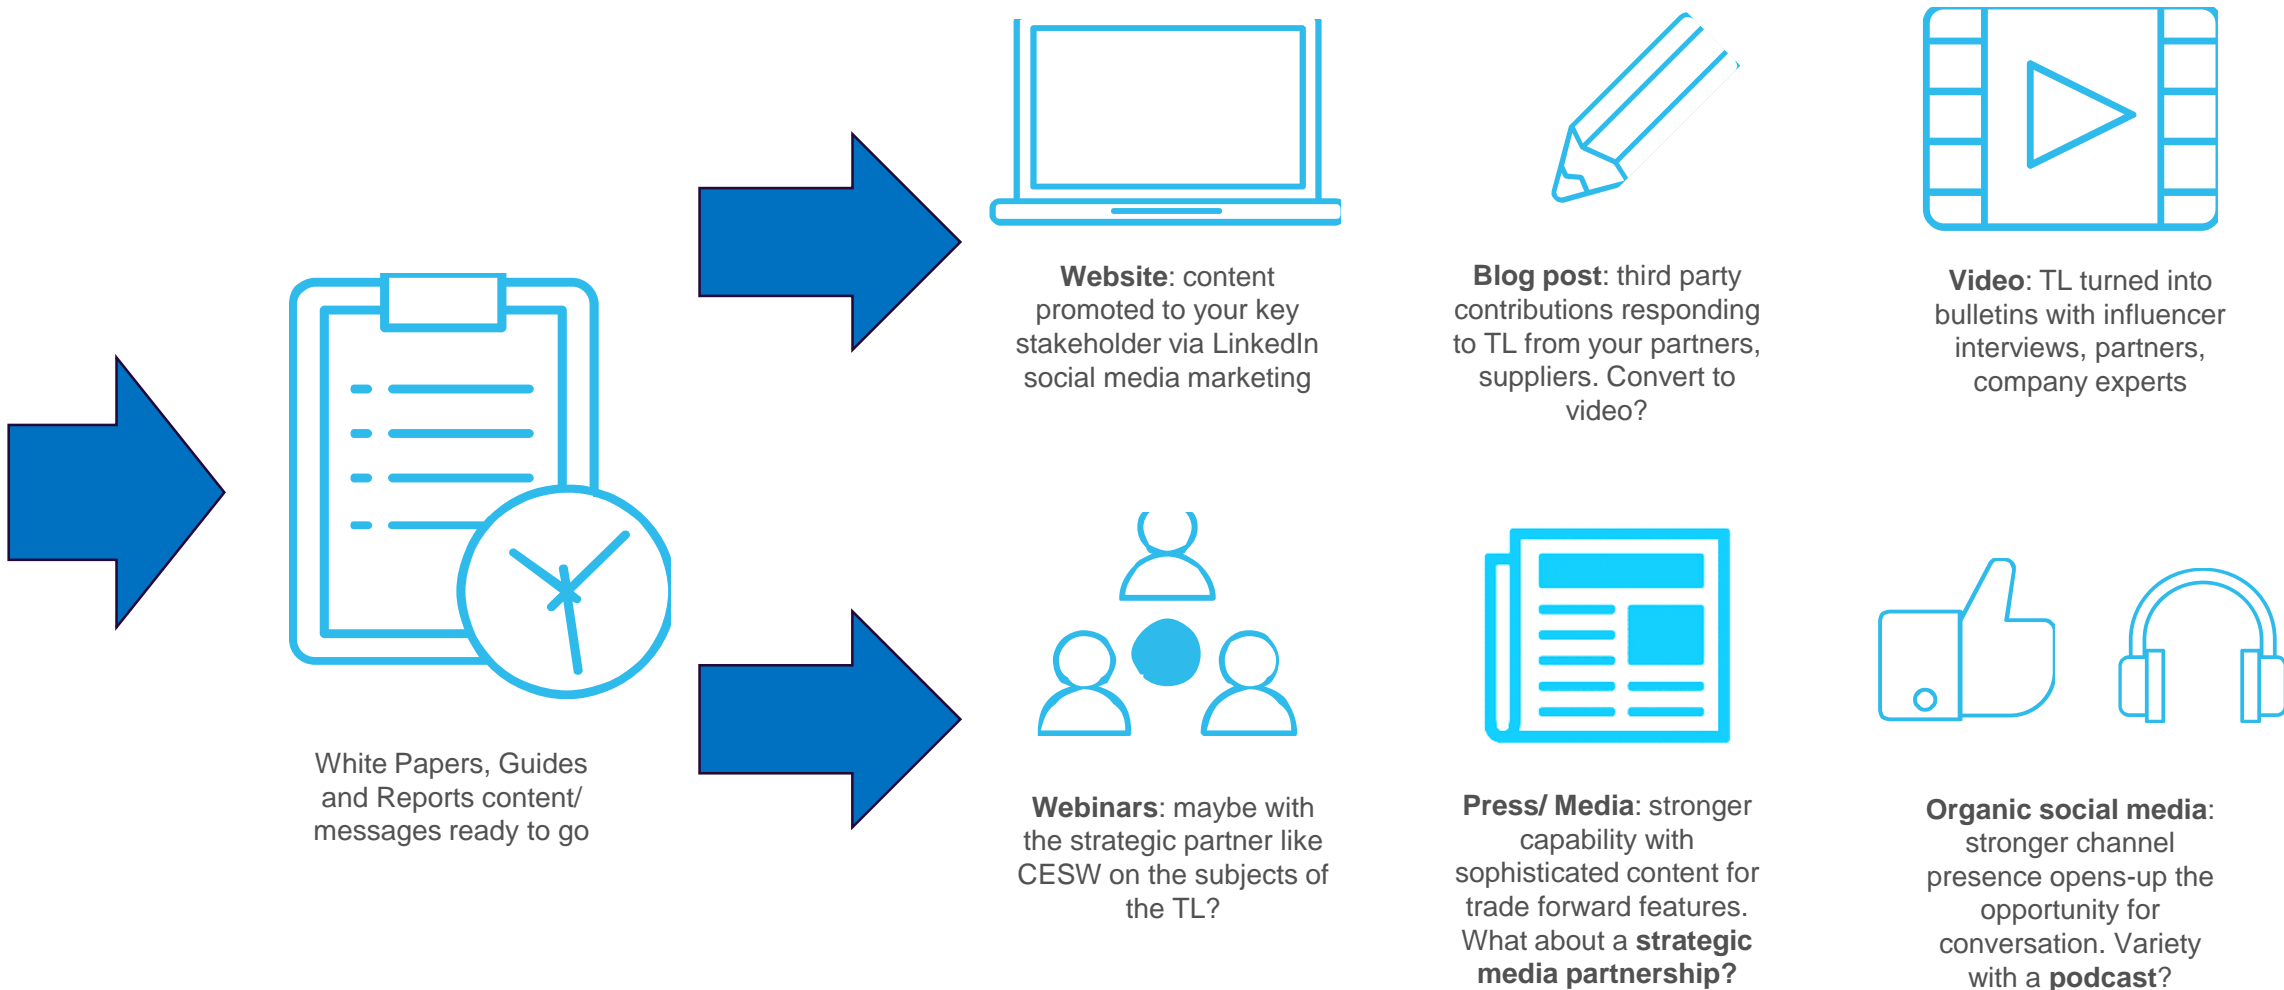 White Papers, Guides
and Reports content/
messages ready to go
Website: content
promoted to your key
stakeholder via LinkedIn
social media marketing
Blog post: third party
contributions responding
to TL from your partners,
suppliers. Convert to
video?
Video: TL turned into
bulletins with influencer
interviews, partners,
company experts
Webinars: maybe with
the strategic partner like
CESW on the subjects of
the TL?
Press/ Media: stronger
capability with
sophisticated content for
trade forward features.
What about a strategic
media partnership?
Organic social media:
stronger channel
presence opens-up the
opportunity for
conversation. Variety
with a podcast?